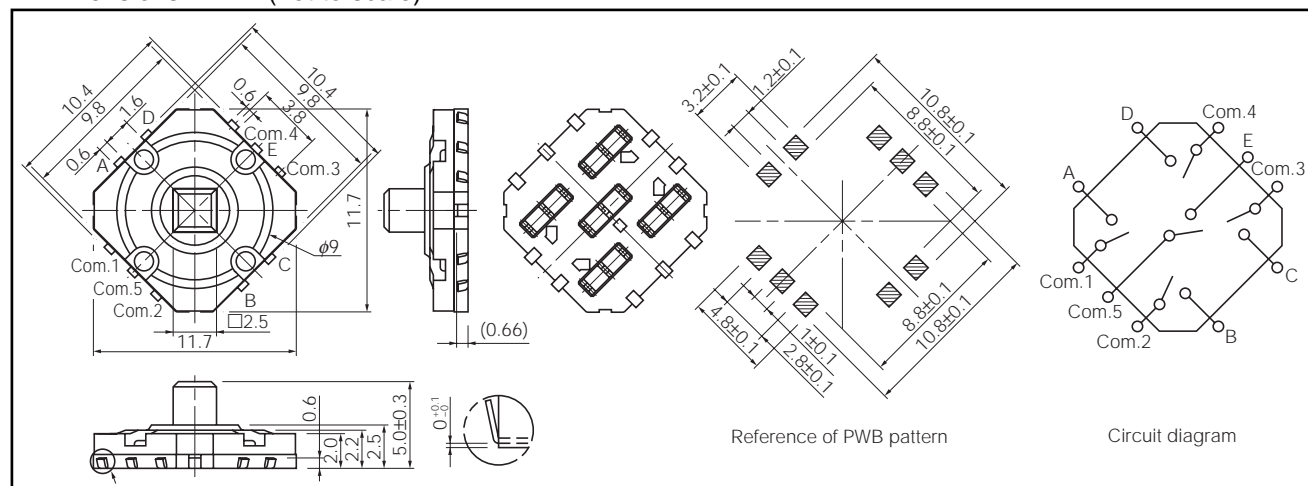 10.4
9.8
1.6
0.6
D
A
0.6
3.8
10.4
9.8
Com.4
E
Com.3
11.7
φ9
Com.1
Com.5
Com.2
C
B
□2.5
11.7
(0.66)
0.6
2.0
2.2
2.5
5.0±0.3
0 +0.1 -0
3.2±0.1
1.2±0.1
10.8±0.1
8.8±0.1
4.8±0.1
1±0.1
2.8±0.1
8.8±0.1
10.8±0.1
Reference of PWB pattern
D
Com.4
E
Com.3
A
Com.1
Com.5
Com.2
C
B
Circuit diagram